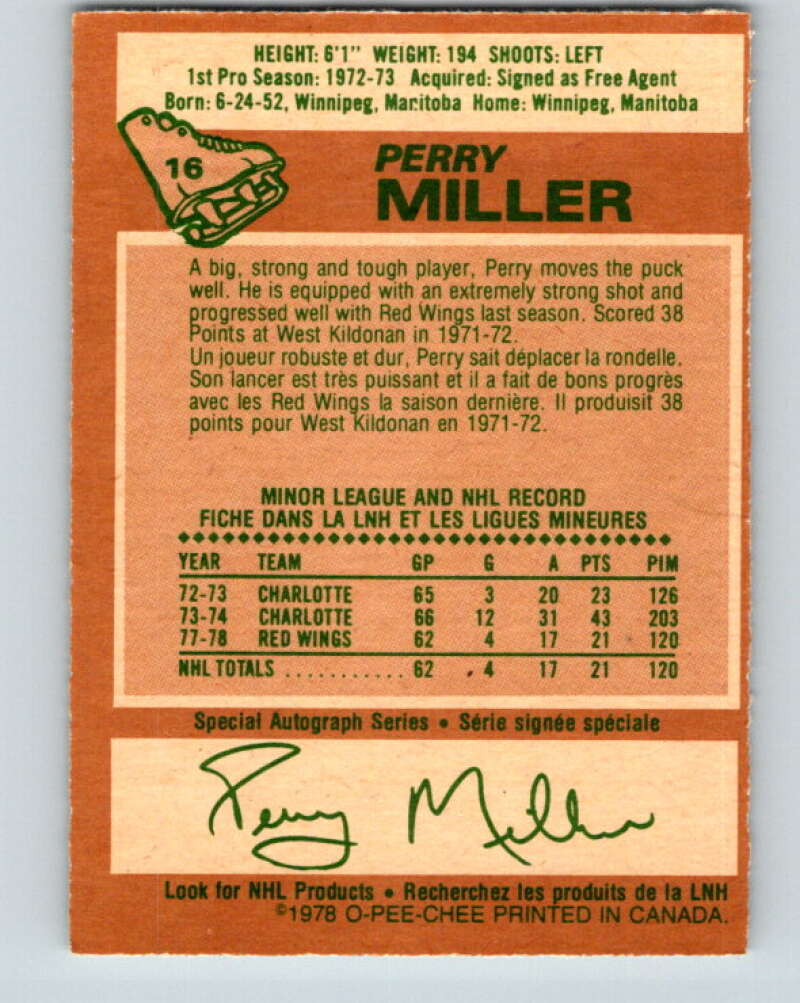 HEIGHT: 6'1" WEIGHT: 194 SHOOTS: LEFT
1st Pro Season: 1972-73 Acquired: Signed as Free Agent
Born: 6-24-52, Winnipeg, Manitoba Home: Winnipeg, Manitoba
16
PERRY
MILLER
A big, strong and tough player, Perry moves the puck
well. He is equipped with an extremely strong shot and
progressed well with Red Wings last season. Scored 38
Points at West Kildonan in 1971-72.
Un joueur robuste et dur, Perry sait déplacer la rondelle.
Son lancer est très puissant et il a fait de bons progrès
avec les Red Wings la saison dernière. Il produisit 38
points pour West Kildonan en 1971-72.
MINOR LEAGUE AND NHL RECORD
FICHE DANS LA LNH ET LES LIGUES MINEURES
YEAR TEAM GP G A PTS PIM
72-73 CHARLOTTE 65 3 20 23 126
73-74 CHARLOTTE 66 12 31 43 203
77-78 RED WINGS 62 4 17 21 120
NHL TOTALS ........... 62 4 17 21 120
Special Autograph Series • Série signée spéciale
Perry Miller
Look for NHL Products • Recherchez les produits de la LNH
©1978 O-PEE-CHEE PRINTED IN CANADA.